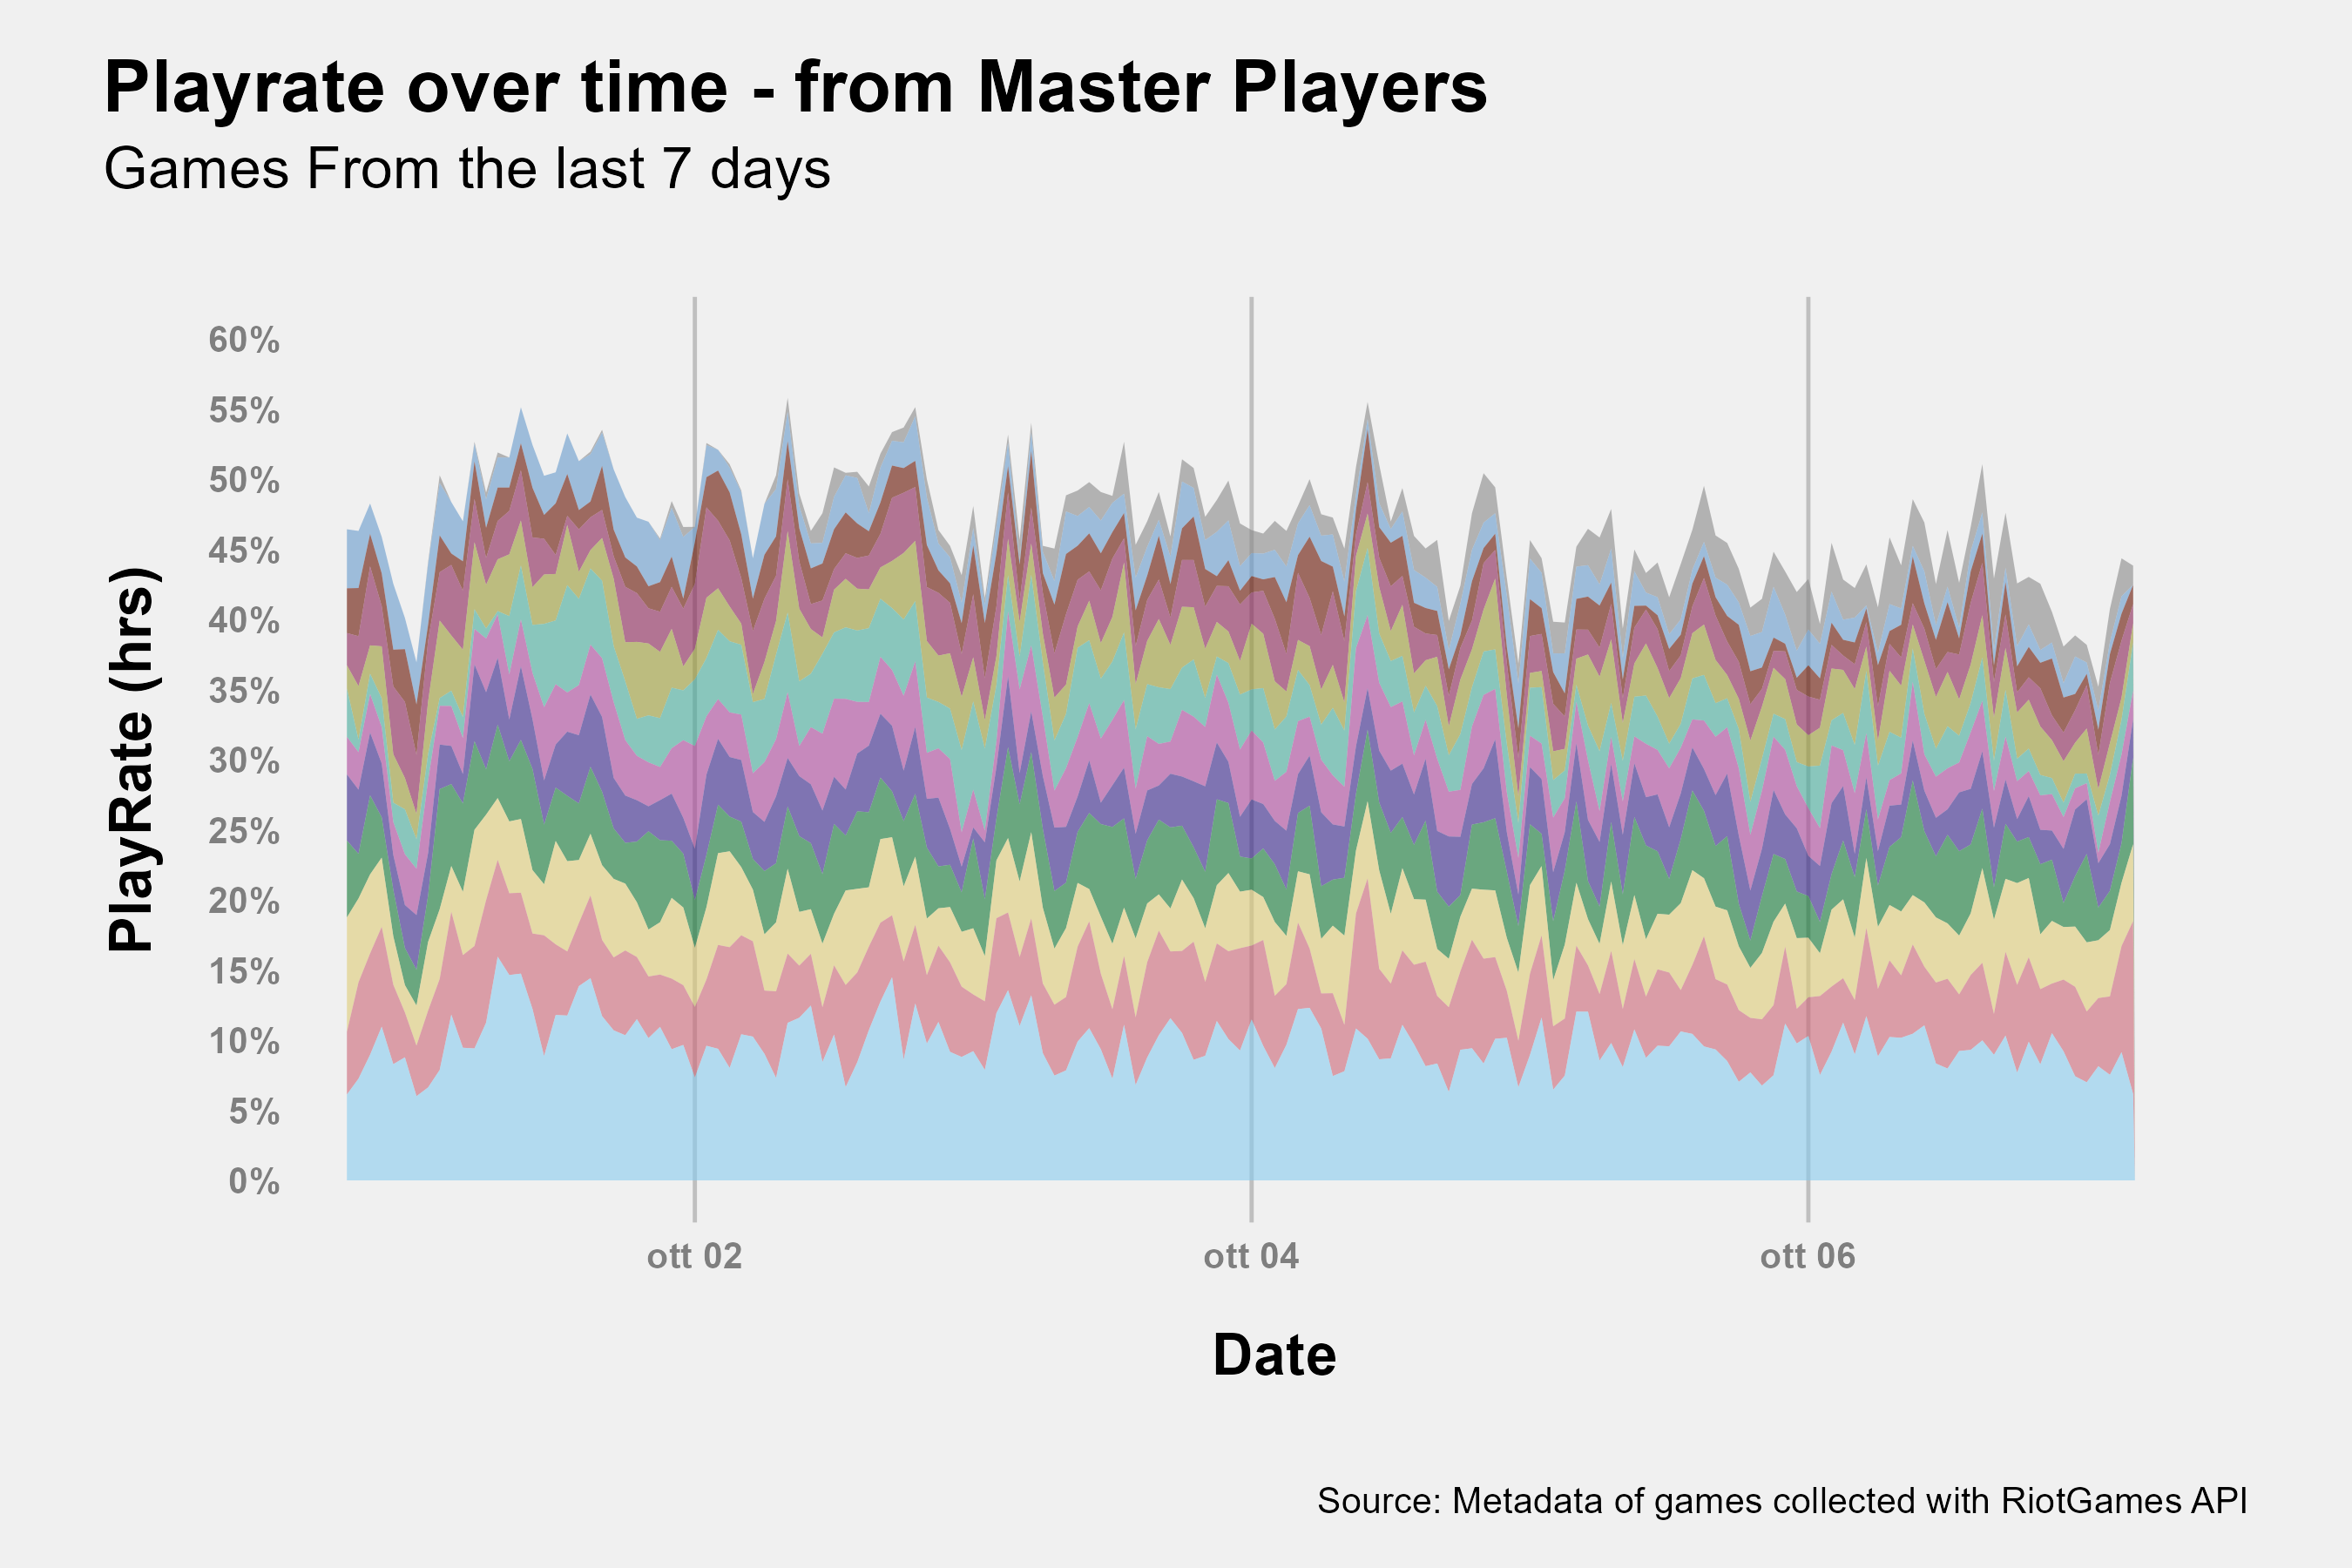 Playrate over time - from Master Players
Games From the last 7 days
PlayRate (hrs)
60%
55%
50%
45%
40%
35%
30%
25%
20%
15%
10%
5%
0%
ott 02
ott 04
ott 06
Date
Source: Metadata of games collected with RiotGames API